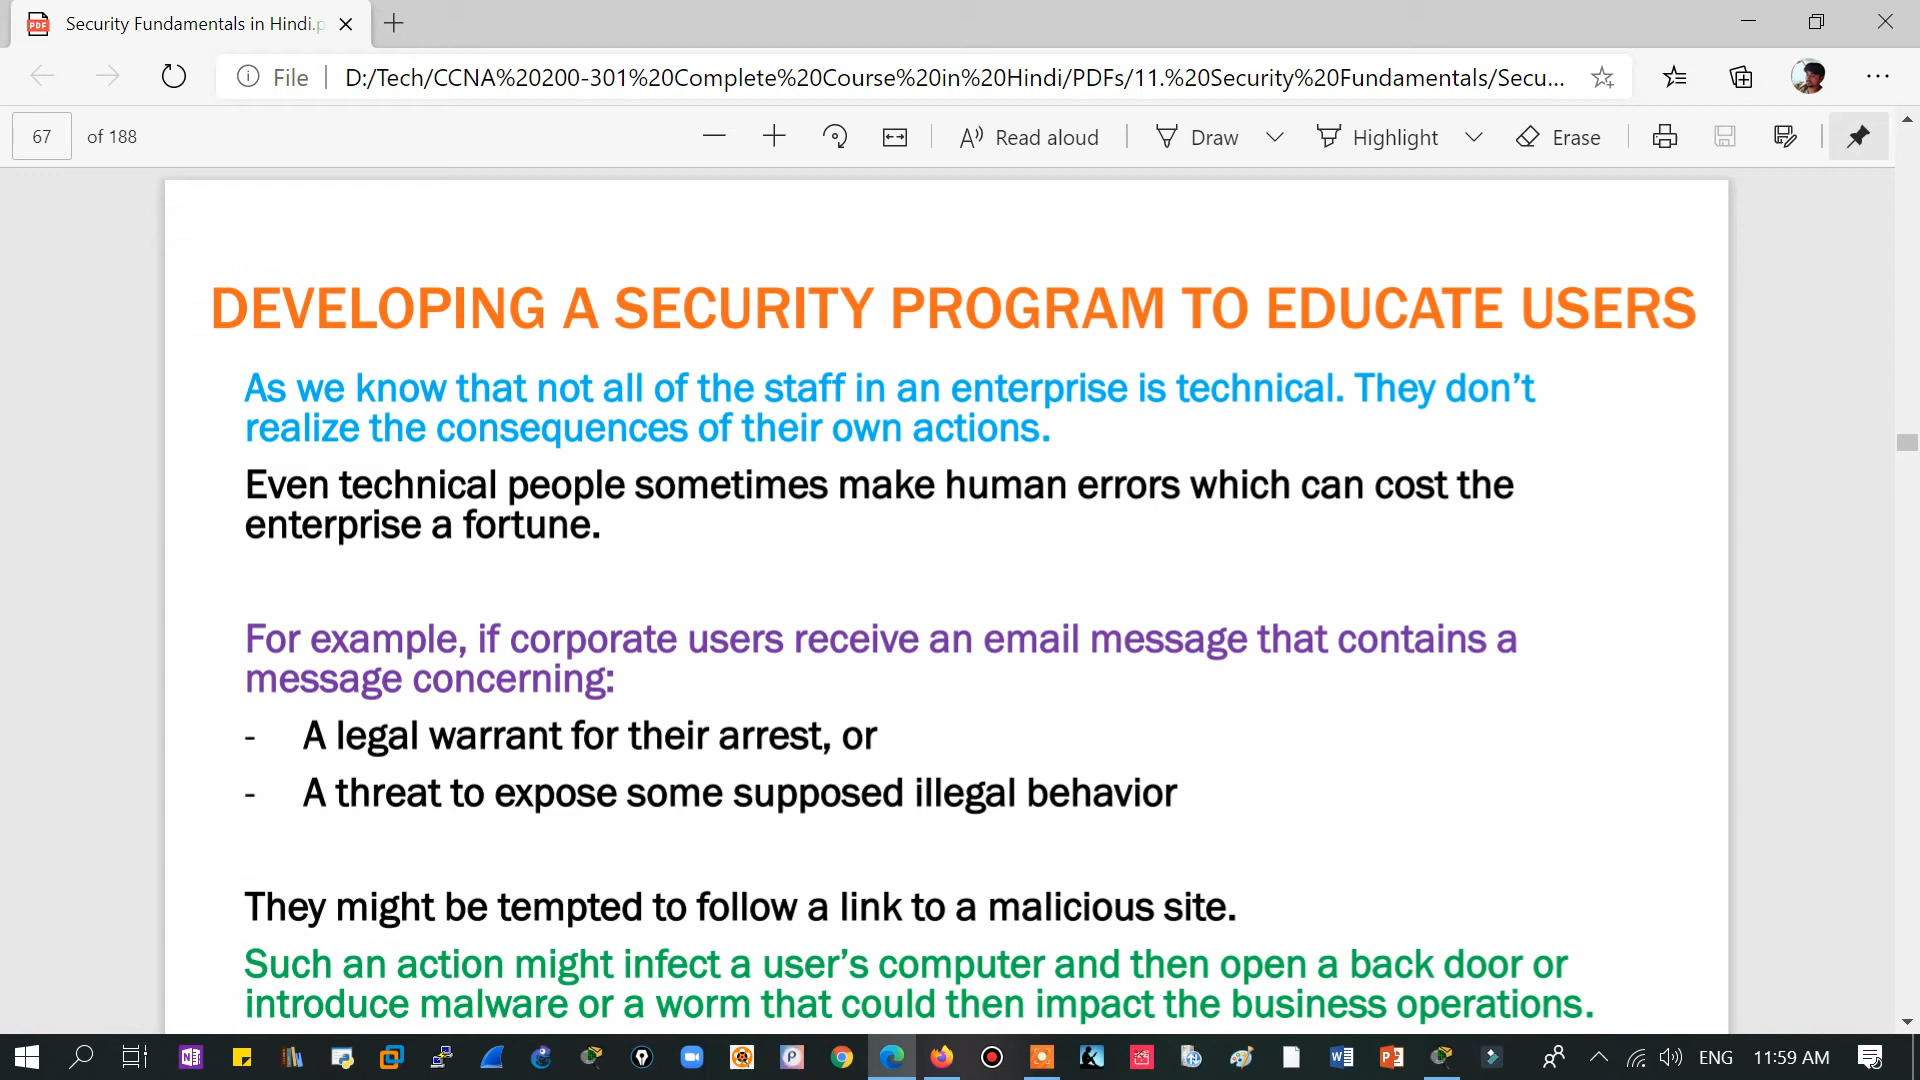 Security Fundamentals in Hindi.p
File
D:/Tech/CCNA%20200-301%20Complete%20Course%20in%20Hindi/PDFs/11.%20Security%20Fundamentals/Secu...
67 of 188
Read aloud
Draw
Highlight
Erase
DEVELOPING A SECURITY PROGRAM TO EDUCATE USERS
As we know that not all of the staff in an enterprise is technical. They don’t
realize the consequences of their own actions.
Even technical people sometimes make human errors which can cost the
enterprise a fortune.
For example, if corporate users receive an email message that contains a
message concerning:
- A legal warrant for their arrest, or
- A threat to expose some supposed illegal behavior
They might be tempted to follow a link to a malicious site.
Such an action might infect a user’s computer and then open a back door or
introduce malware or a worm that could then impact the business operations.
ENG 11:59 AM